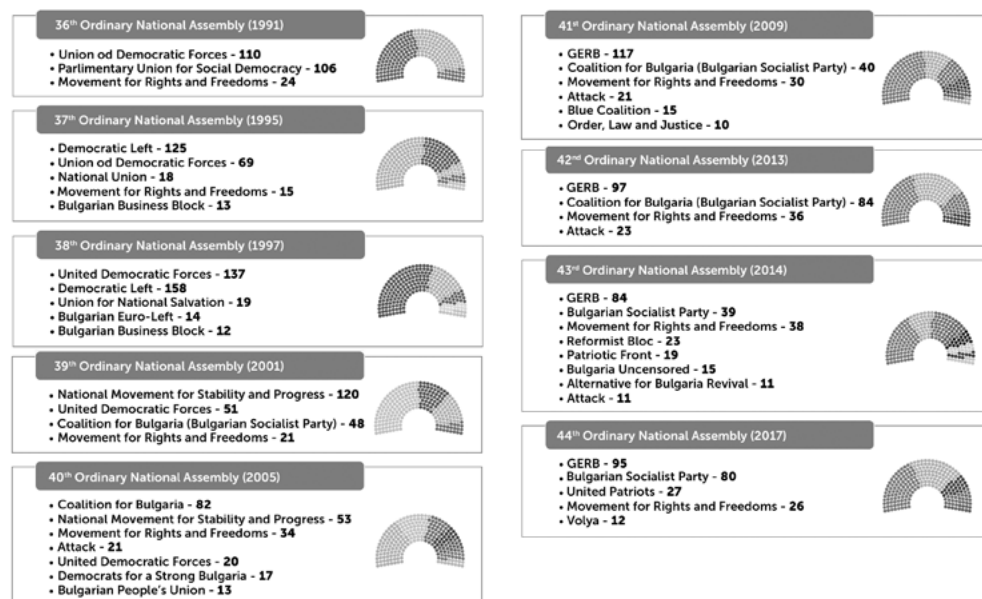 36th Ordinary National Assembly (1991)
• Union od Democratic Forces - 110
• Parlimentary Union for Social Democracy - 106
• Movement for Rights and Freedoms - 24
37th Ordinary National Assembly (1995)
• Democratic Left - 125
• Union od Democratic Forces - 69
• National Union - 18
• Movement for Rights and Freedoms - 15
• Bulgarian Business Block - 13
38th Ordinary National Assembly (1997)
• United Democratic Forces - 137
• Democratic Left - 158
• Union for National Salvation - 19
• Bulgarian Euro-Left - 14
• Bulgarian Business Block - 12
39th Ordinary National Assembly (2001)
• National Movement for Stability and Progress - 120
• United Democratic Forces - 51
• Coalition for Bulgaria (Bulgarian Socialist Party) - 48
• Movement for Rights and Freedoms - 21
40th Ordinary National Assembly (2005)
• Coalition for Bulgaria - 82
• National Movement for Stability and Progress - 53
• Movement for Rights and Freedoms - 34
• Attack - 21
• United Democratic Forces - 20
• Democrats for a Strong Bulgaria - 17
• Bulgarian People's Union - 13
41st Ordinary National Assembly (2009)
• GERB - 117
• Coalition for Bulgaria (Bulgarian Socialist Party) - 40
• Movement for Rights and Freedoms - 30
• Attack - 21
• Blue Coalition - 15
• Order, Law and Justice - 10
42nd Ordinary National Assembly (2013)
• GERB - 97
• Coalition for Bulgaria (Bulgarian Socialist Party) - 84
• Movement for Rights and Freedoms - 36
• Attack - 23
43rd Ordinary National Assembly (2014)
• GERB - 84
• Bulgarian Socialist Party - 39
• Movement for Rights and Freedoms - 38
• Reformist Bloc - 23
• Patriotic Front - 19
• Bulgaria Uncensored - 15
• Alternative for Bulgaria Revival - 11
• Attack - 11
44th Ordinary National Assembly (2017)
• GERB - 95
• Bulgarian Socialist Party - 80
• United Patriots - 27
• Movement for Rights and Freedoms - 26
• Volya - 12